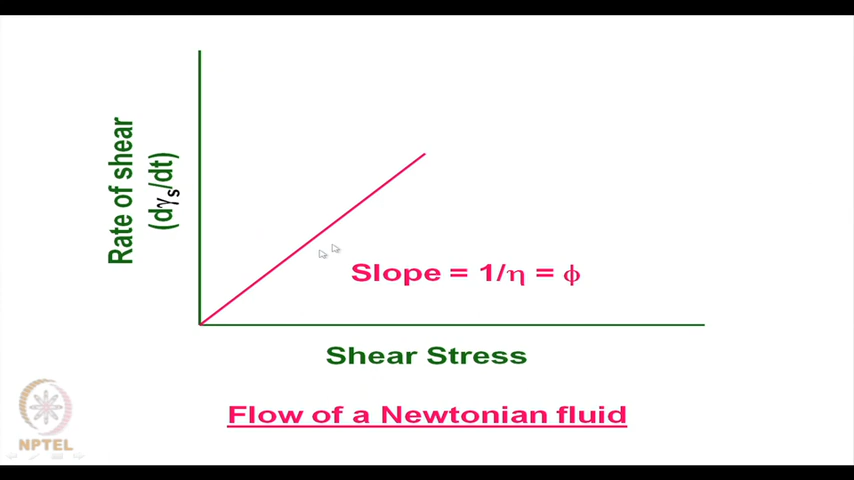 Rate of shear
(dγs/dt)
Slope = 1/η = ϕ
Shear Stress
Flow of a Newtonian fluid
NPTEL